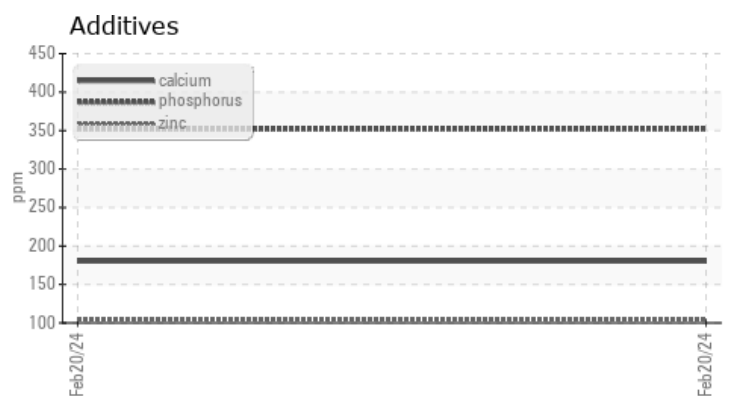 Additives
450
400
350
300
250
200
150
100
ppm
calcium
phosphorus
zinc
Feb20/24
Feb20/24